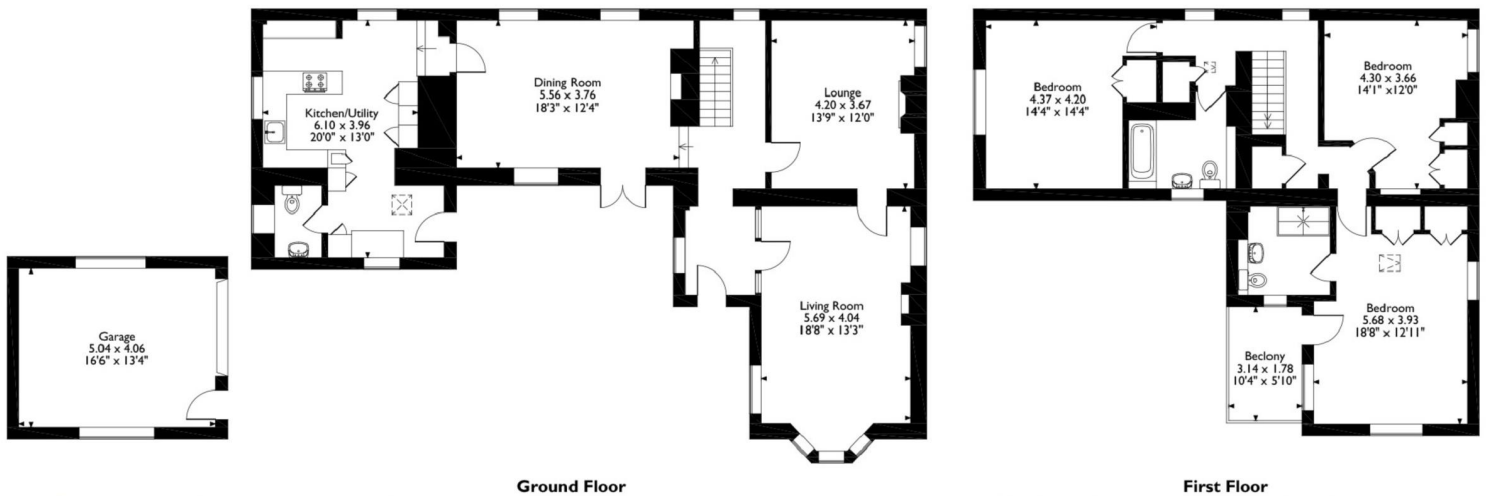 Kitchen/Utility
6.10 x 3.96
20'0" x 13'0"
Dining Room
5.56 x 3.76
18'3" x 12'4"
Lounge
4.20 x 3.67
13'9" x 12'0"
Living Room
5.69 x 4.04
18'8" x 13'3"
Garage
5.04 x 4.06
16'6" x 13'4"
Ground Floor
Bedroom
4.37 x 4.20
14'4" x 14'4"
Bedroom
4.30 x 3.66
14'1" x12'0"
Bedroom
5.68 x 3.93
18'8" x 12'11"
Beclony
3.14 x 1.78
10'4" x 5'10"
First Floor